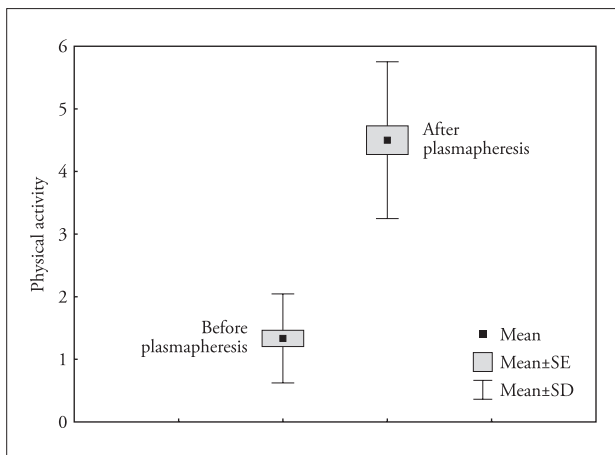 6
5
4
3
2
1
0
Physical activity
After
plasmapheresis
Before
plasmapheresis
Mean
Mean±SE
Mean±SD